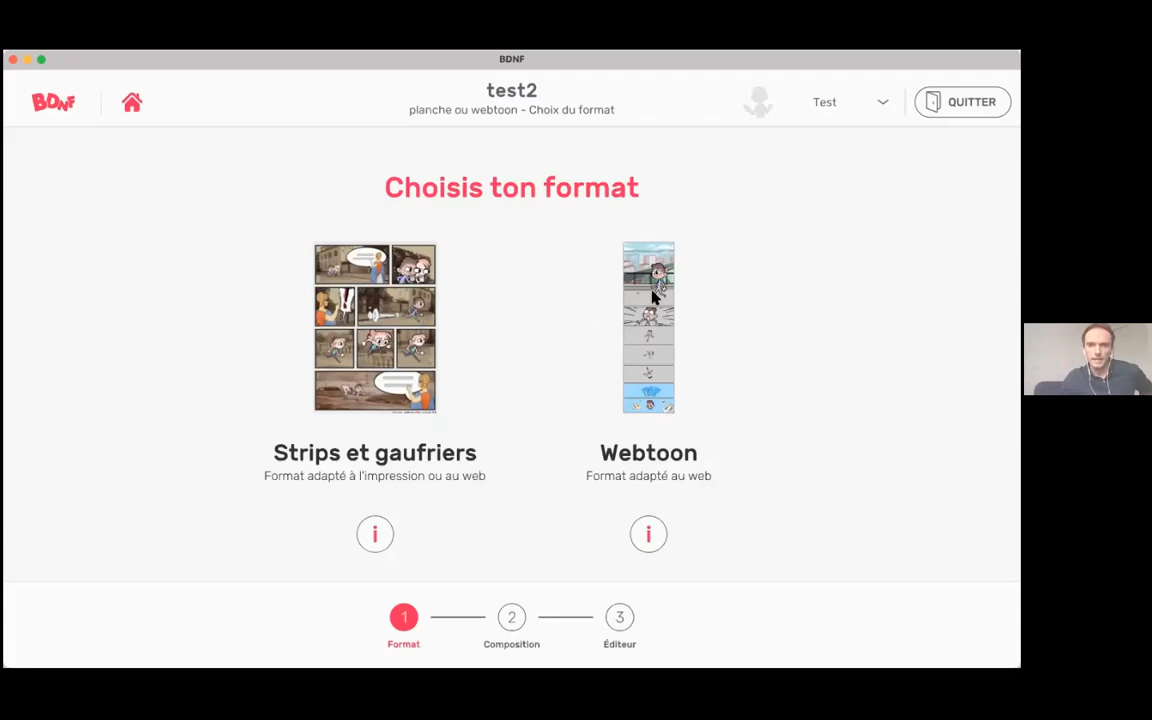 BDNF
BDNF
test2
planche ou webtoon - Choix du format
Test
QUITTER
Choisis ton format
Strips et gaufriers
Format adapté à l'impression ou au web
i
Webtoon
Format adapté au web
i
1
2
3
Format
Composition
Éditeur